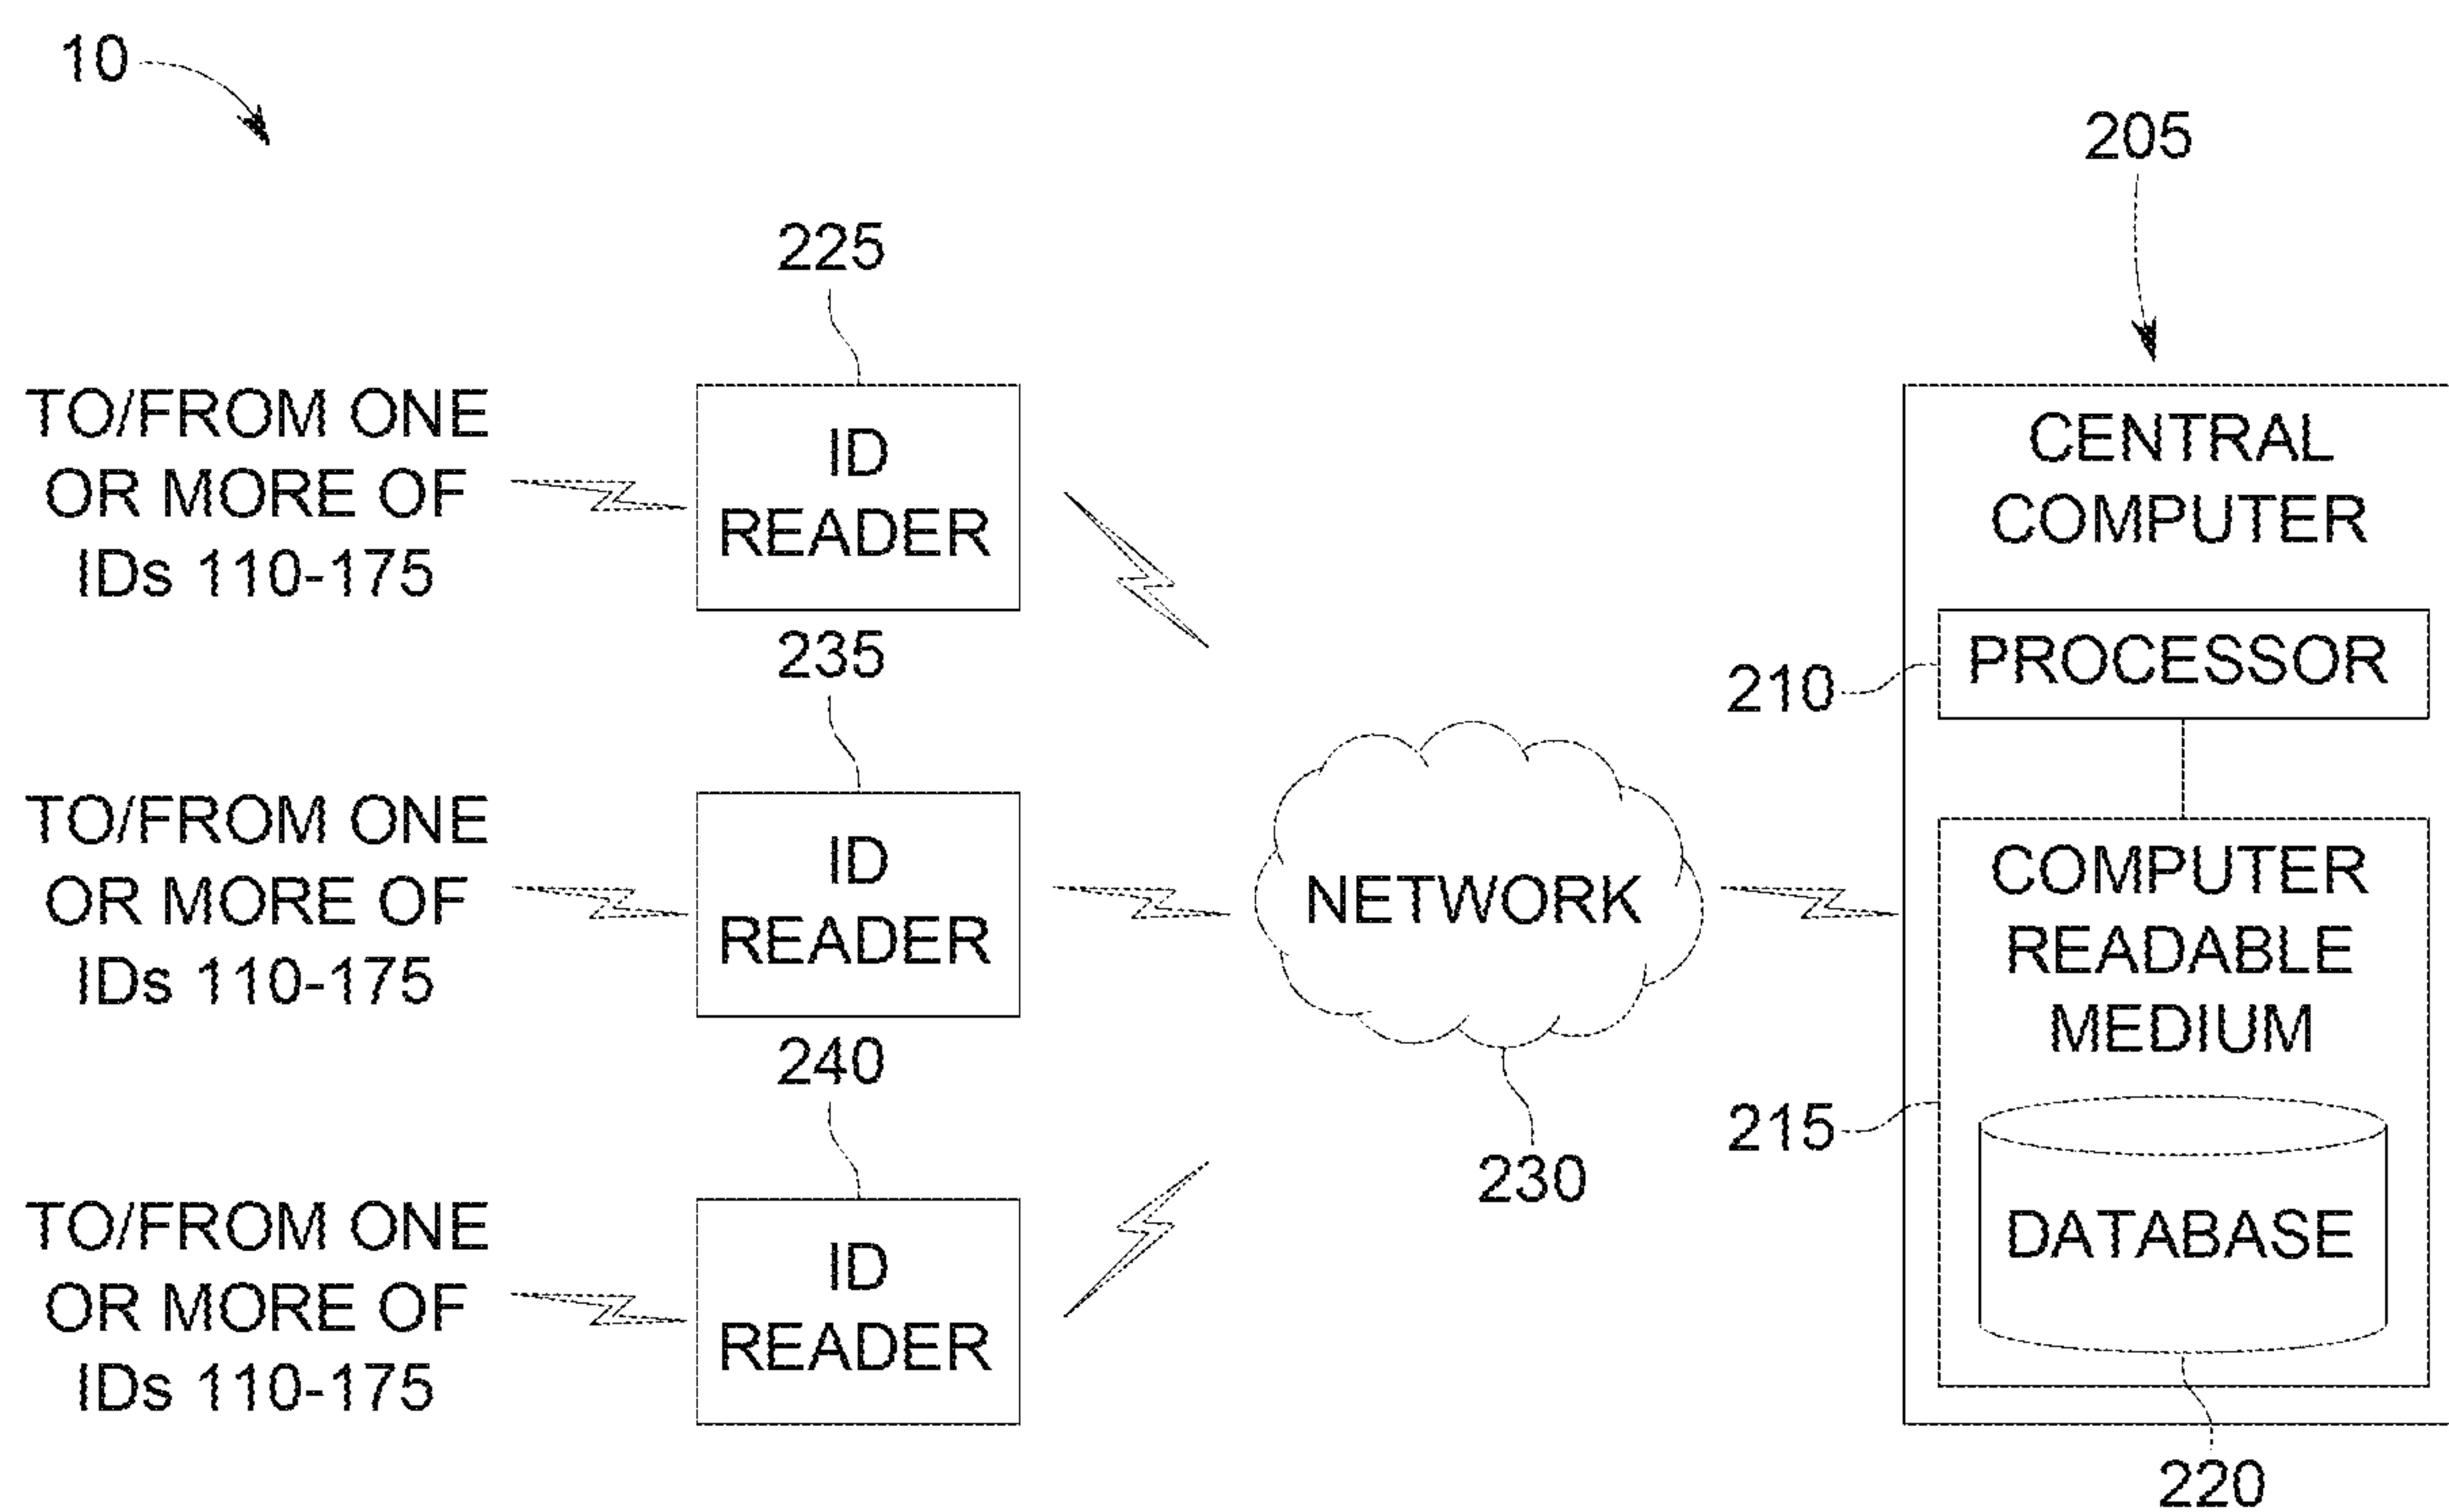 10
205
225
TO/FROM ONE
OR MORE OF
IDs 110-175
ID
READER
CENTRAL
COMPUTER
235
210
PROCESSOR
TO/FROM ONE
OR MORE OF
IDs 110-175
ID
READER
NETWORK
COMPUTER
READABLE
MEDIUM
240
230
215
TO/FROM ONE
OR MORE OF
IDs 110-175
ID
READER
DATABASE
220